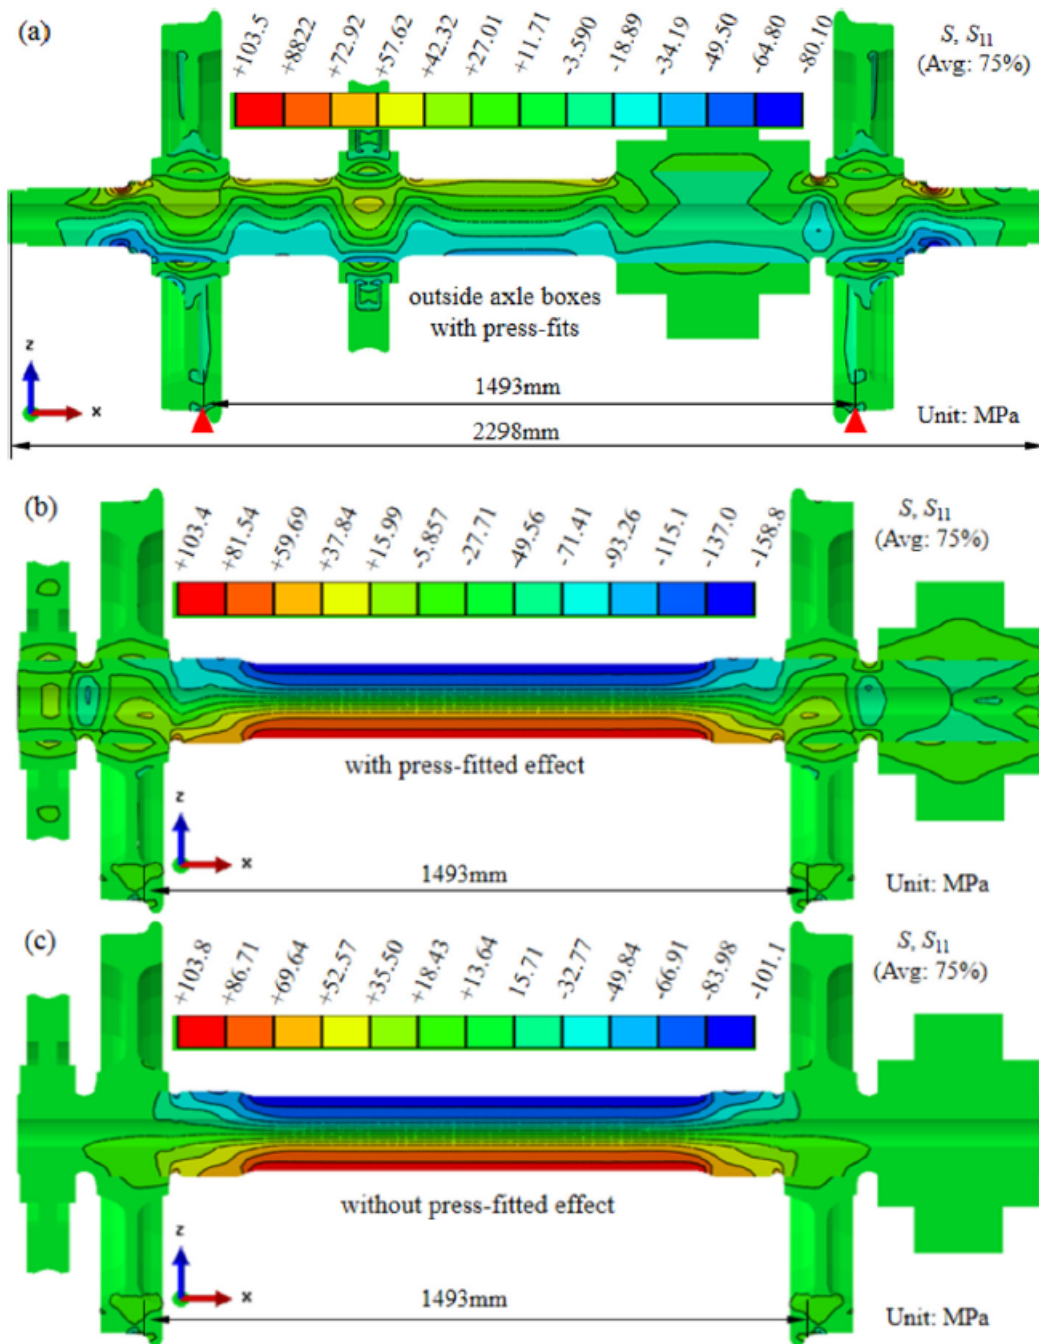 (a)
+103.5
+8822
+72.92
+57.62
+42.32
+27.01
+11.71
-3.590
-18.89
-34.19
-49.50
-64.80
-80.10
S, S11
(Avg: 75%)
outside axle boxes
with press-fits
z
x
1493mm
Unit: MPa
2298mm
(b)
+103.4
+81.54
+59.69
+37.84
+15.99
-5.857
-27.71
-49.56
-71.41
-93.26
-115.1
-137.0
-158.8
S, S11
(Avg: 75%)
with press-fitted effect
z
x
1493mm
Unit: MPa
(c)
+103.8
+86.71
+69.64
+52.57
+35.50
+18.43
+13.64
15.71
-32.77
-49.84
-66.91
-83.98
-101.1
S, S11
(Avg: 75%)
without press-fitted effect
z
x
1493mm
Unit: MPa